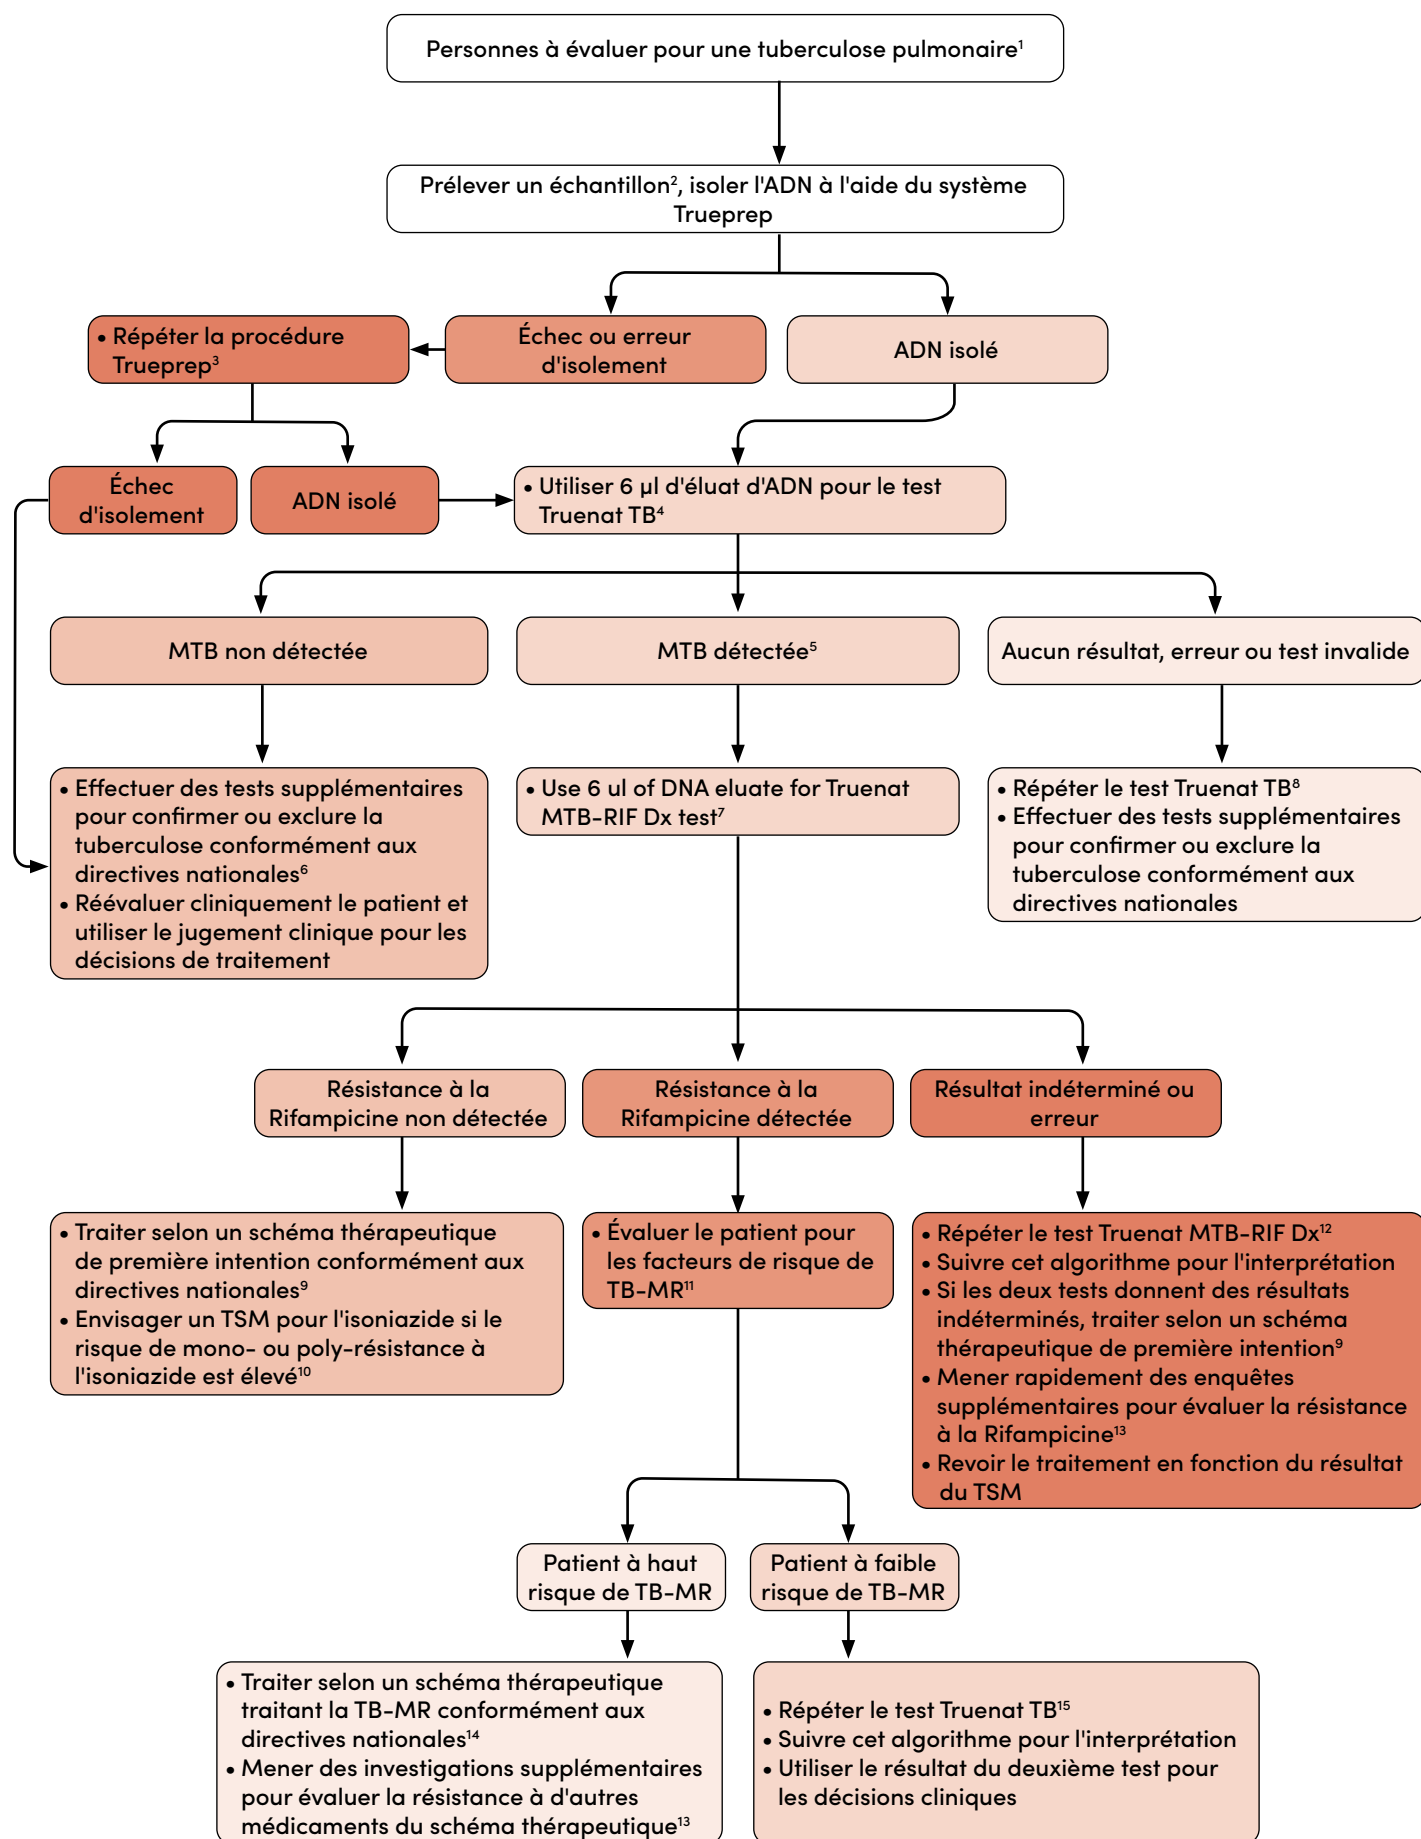 Personnes à évaluer pour une tuberculose pulmonaire¹
Prélever un échantillon², isoler l'ADN à l'aide du système
Trueprep
• Répéter la procédure
Trueprep³
Échec ou erreur
d'isolement
ADN isolé
Échec
d'isolement
ADN isolé
• Utiliser 6 µl d'éluat d'ADN pour le test
Truenat TB⁴
MTB non détectée
MTB détectée⁵
Aucun résultat, erreur ou test invalide
• Effectuer des tests supplémentaires
pour confirmer ou exclure la
tuberculose conformément aux
directives nationales⁶
• Réévaluer cliniquement le patient et
utiliser le jugement clinique pour les
décisions de traitement
• Use 6 ul of DNA eluate for Truenat
MTB-RIF Dx test⁷
• Répéter le test Truenat TB⁸
• Effectuer des tests supplémentaires
pour confirmer ou exclure la
tuberculose conformément aux
directives nationales
Résistance à la
Rifampicine non détectée
Résistance à la
Rifampicine détectée
Résultat indéterminé ou
erreur
• Traiter selon un schéma thérapeutique
de première intention conformément aux
directives nationales⁹
• Envisager un TSM pour l'isoniazide si le
risque de mono- ou poly-résistance à
l'isoniazide est élevé¹⁰
• Évaluer le patient pour
les facteurs de risque de
TB-MR¹¹
• Répéter le test Truenat MTB-RIF Dx¹²
• Suivre cet algorithme pour l'interprétation
• Si les deux tests donnent des résultats
indéterminés, traiter selon un schéma
thérapeutique de première intention⁹
• Mener rapidement des enquêtes
supplémentaires pour évaluer la résistance
à la Rifampicine¹³
• Revoir le traitement en fonction du résultat
du TSM
Patient à haut
risque de TB-MR
Patient à faible
risque de TB-MR
• Traiter selon un schéma thérapeutique
traitant la TB-MR conformément aux
directives nationales¹⁴
• Mener des investigations supplémentaires
pour évaluer la résistance à d'autres
médicaments du schéma thérapeutique¹³
• Répéter le test Truenat TB¹⁵
• Suivre cet algorithme pour l'interprétation
• Utiliser le résultat du deuxième test pour
les décisions cliniques